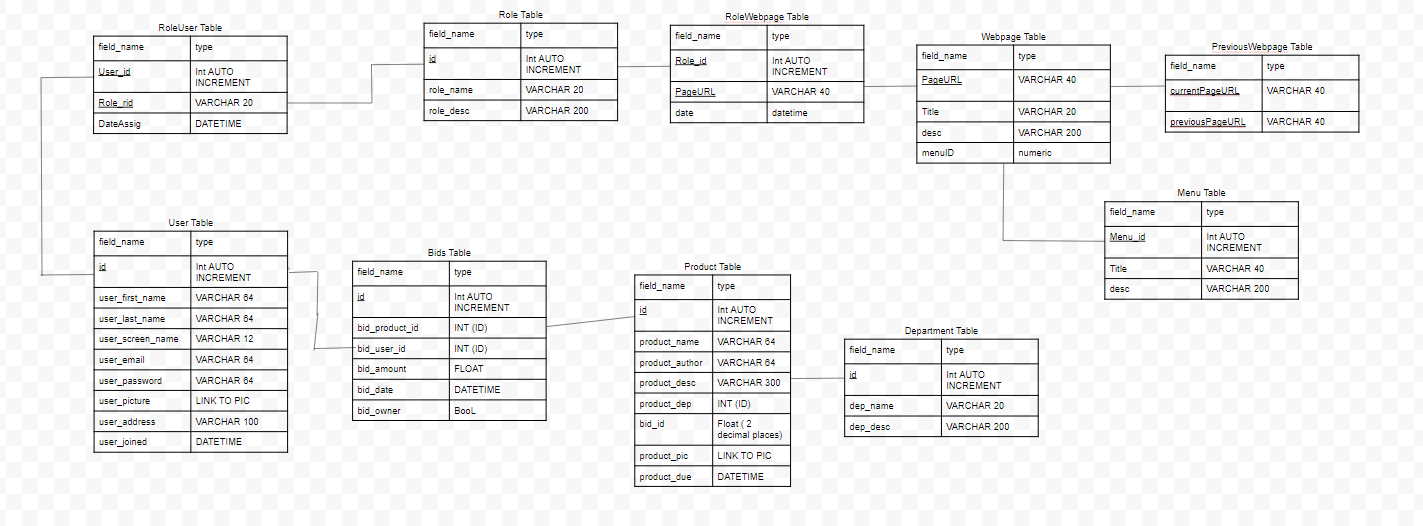 RoleUser Table
field_name type
User_id Int AUTO
INCREMENT
Role_rid VARCHAR 20
DateAssig DATETIME
Role Table
field_name type
id Int AUTO
INCREMENT
role_name VARCHAR 20
role_desc VARCHAR 200
RoleWebpage Table
field_name type
Role_id Int AUTO
INCREMENT
PageURL VARCHAR 40
date datetime
Webpage Table
field_name type
PageURL VARCHAR 40
Title VARCHAR 20
desc VARCHAR 200
menuID numeric
PreviousWebpage Table
field_name type
currentPageURL VARCHAR 40
previousPageURL VARCHAR 40
Menu Table
field_name type
Menu_id Int AUTO
INCREMENT
Title VARCHAR 40
desc VARCHAR 200
User Table
field_name type
id Int AUTO
INCREMENT
user_first_name VARCHAR 64
user_last_name VARCHAR 64
user_screen_name VARCHAR 12
user_email VARCHAR 64
user_password VARCHAR 64
user_picture LINK TO PIC
user_address VARCHAR 100
user_joined DATETIME
Bids Table
field_name type
id Int AUTO
INCREMENT
bid_product_id INT (ID)
bid_user_id INT (ID)
bid_amount FLOAT
bid_date DATETIME
bid_owner BooL
Product Table
field_name type
id Int AUTO
INCREMENT
product_name VARCHAR 64
product_author VARCHAR 64
product_desc VARCHAR 300
product_dep INT (ID)
bid_id Float ( 2
decimal places)
product_pic LINK TO PIC
product_due DATETIME
Department Table
field_name type
id Int AUTO
INCREMENT
dep_name VARCHAR 20
dep_desc VARCHAR 200